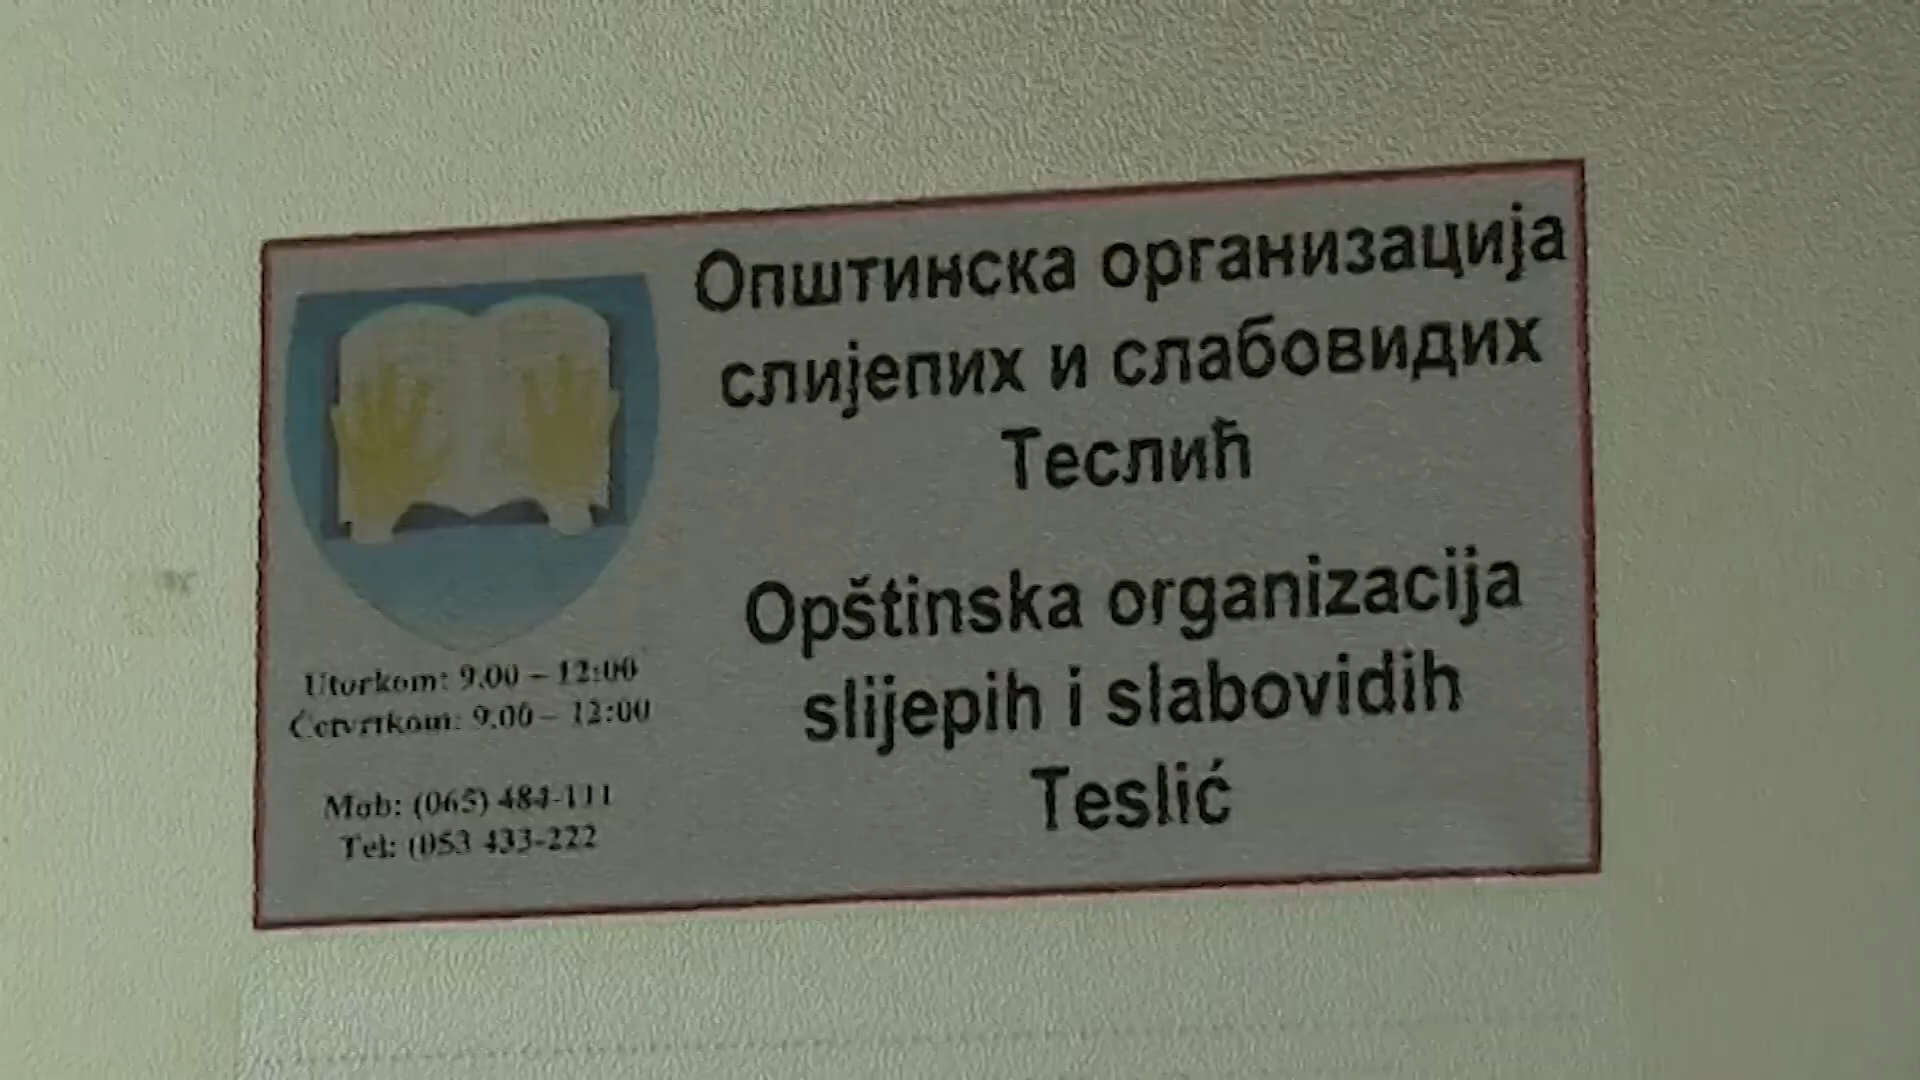 Општинска организација
слијепих и слабовидих
Теслић
Opštinska organizacija
slijepih i slabovidih
Teslić
Utorkom: 9.00 – 12:00
Četvrtkom: 9.00 – 12:00
Mob: (065) 484-111
Tel: (053 433-222